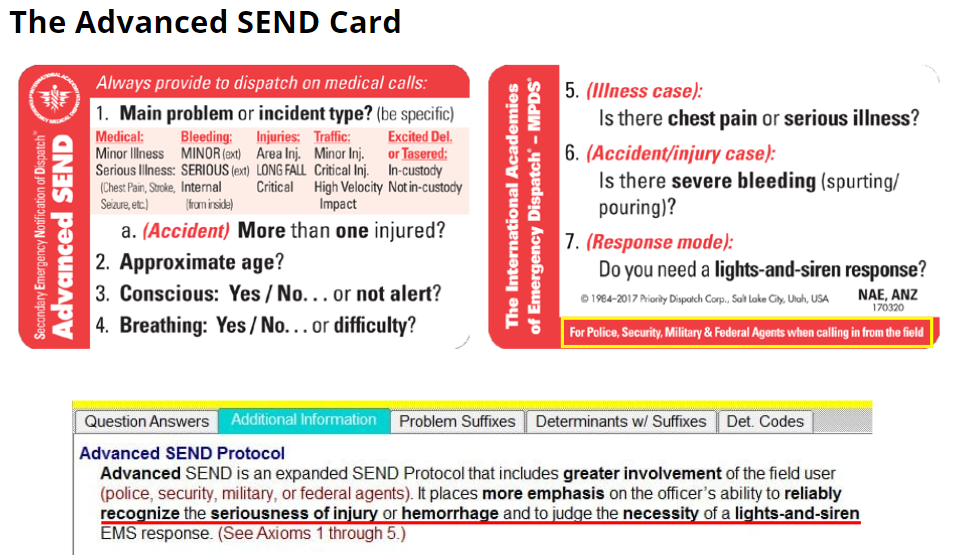 The Advanced SEND Card
Secondary Emergency Notification of Dispatch®
Advanced SEND
Always provide to dispatch on medical calls:
1. Main problem or incident type? (be specific)
Medical:
Minor Illness
Serious Illness:
(Chest Pain, Stroke,
Seizure, etc.)
Bleeding:
MINOR (ext)
SERIOUS (ext)
Internal
(from inside)
Injuries:
Area Inj.
LONG FALL
Critical
Traffic:
Minor Inj.
Critical Inj.
High Velocity
Impact
Excited Del.
or Tasered:
In-custody
Not in-custody
a. (Accident) More than one injured?
2. Approximate age?
3. Conscious: Yes / No. . . or not alert?
4. Breathing: Yes / No. . . or difficulty?
The International Academies
of Emergency Dispatch® – MPDS®
5. (Illness case):
Is there chest pain or serious illness?
6. (Accident/injury case):
Is there severe bleeding (spurting/
pouring)?
7. (Response mode):
Do you need a lights-and-siren response?
© 1984–2017 Priority Dispatch Corp., Salt Lake City, Utah, USA
NAE, ANZ
170320
For Police, Security, Military & Federal Agents when calling in from the field
Question Answers Additional Information Problem Suffixes Determinants w/ Suffixes Det. Codes
Advanced SEND Protocol
Advanced SEND is an expanded SEND Protocol that includes greater involvement of the field user
(police, security, military, or federal agents). It places more emphasis on the officer's ability to reliably
recognize the seriousness of injury or hemorrhage and to judge the necessity of a lights-and-siren
EMS response. (See Axioms 1 through 5.)